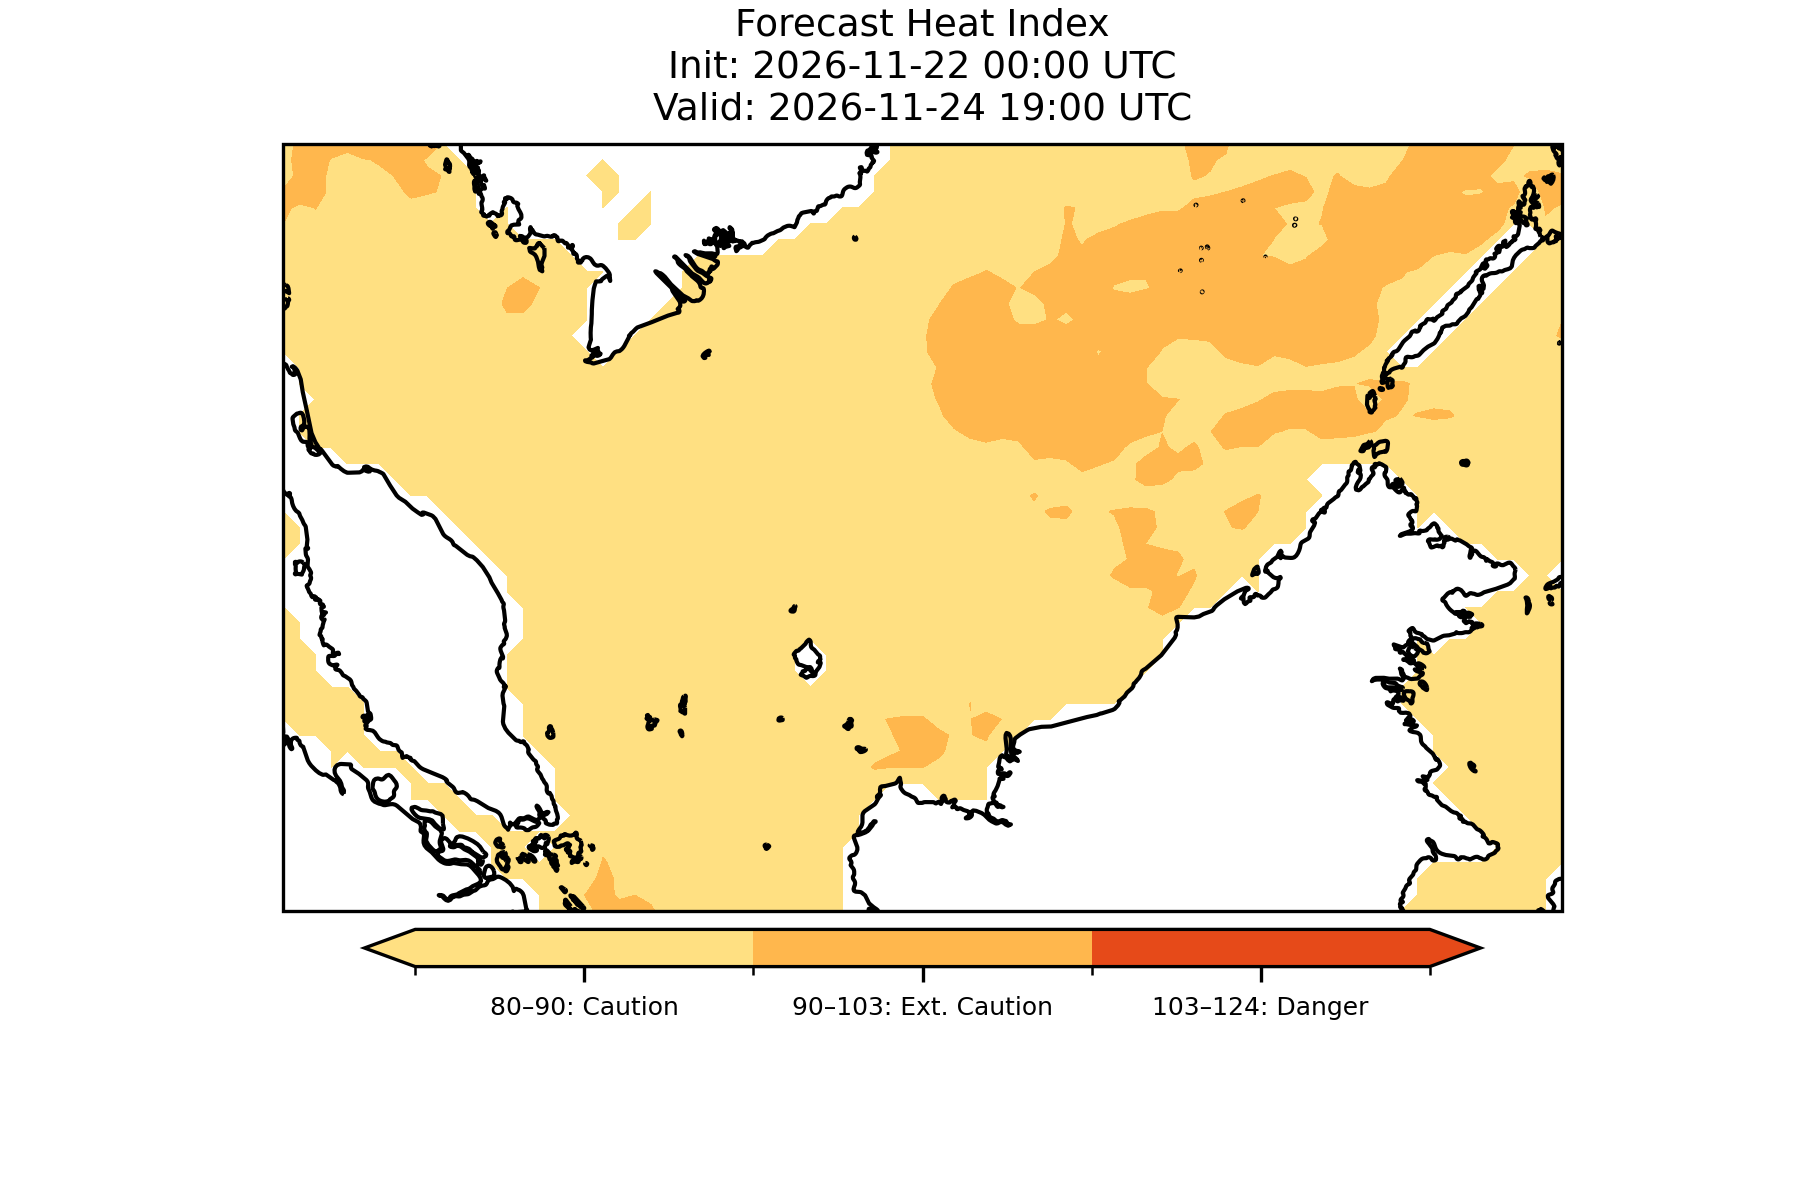 Forecast Heat Index
Init: 2026-11-22 00:00 UTC
Valid: 2026-11-24 19:00 UTC
80–90: Caution
90–103: Ext. Caution
103–124: Danger